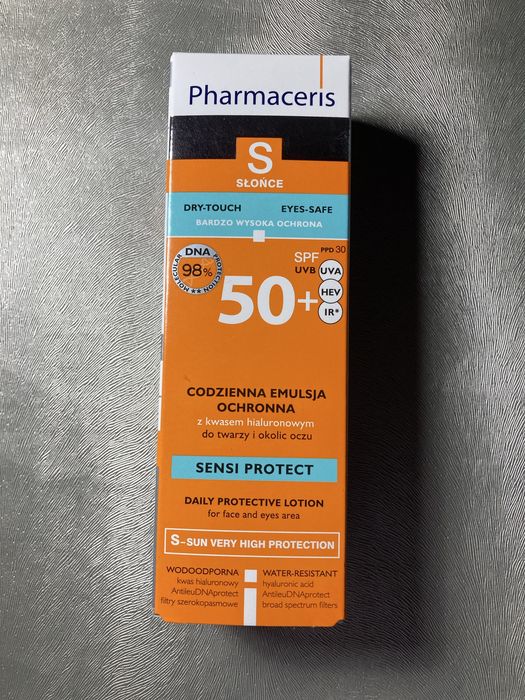 Pharmaceris
S
SŁOŃCE
DRY-TOUCH EYES-SAFE
BARDZO WYSOKA OCHRONA
DNA
98%
MOLECULAR ** PROTECTION
SPF
UVB
50+
PPD 30
UVA
HEV
IR*
CODZIENNA EMULSJA
OCHRONNA
z kwasem hialuronowym
do twarzy i okolic oczu
SENSI PROTECT
DAILY PROTECTIVE LOTION
for face and eyes area
S-SUN VERY HIGH PROTECTION
WODOODPORNA
kwas hialuronowy
AntileuDNAprotect
filtry szerokopasmowe
WATER-RESISTANT
hyaluronic acid
AntileuDNAprotect
broad spectrum filters